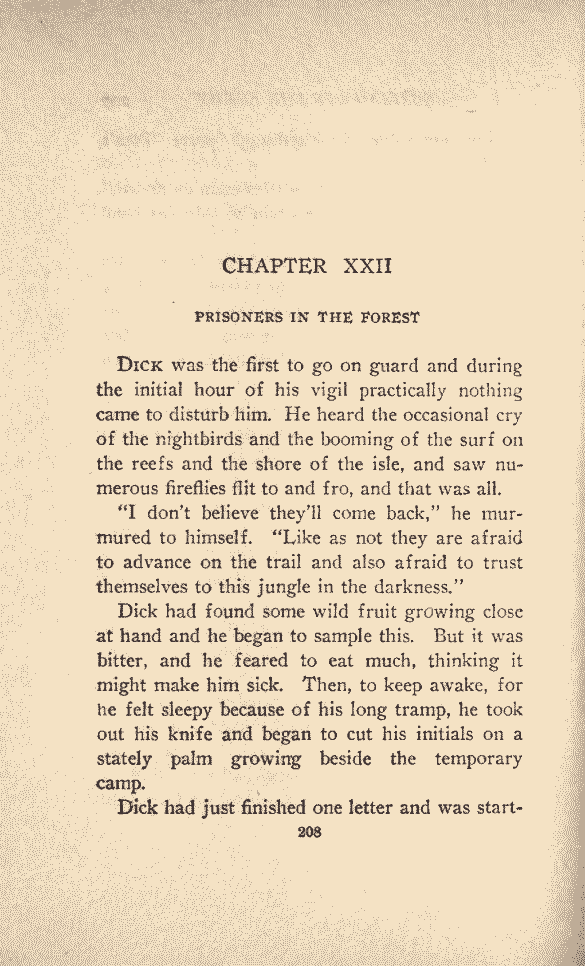 CHAPTER XXII
PRISONERS IN THE FOREST
DICK was the first to go on guard and during
the initial hour of his vigil practically nothing
came to disturb him. He heard the occasional cry
of the nightbirds and the booming of the surf on
the reefs and the shore of the isle, and saw nu-
merous fireflies flit to and fro, and that was all.
"I don't believe they'll come back," he mur-
mured to himself. "Like as not they are afraid
to advance on the trail and also afraid to trust
themselves to this jungle in the darkness."
Dick had found some wild fruit growing close
at hand and he began to sample this. But it was
bitter, and he feared to eat much, thinking it
might make him sick. Then, to keep awake, for
he felt sleepy because of his long tramp, he took
out his knife and began to cut his initials on a
stately palm growing beside the temporary
camp.
Dick had just finished one letter and was start-
208